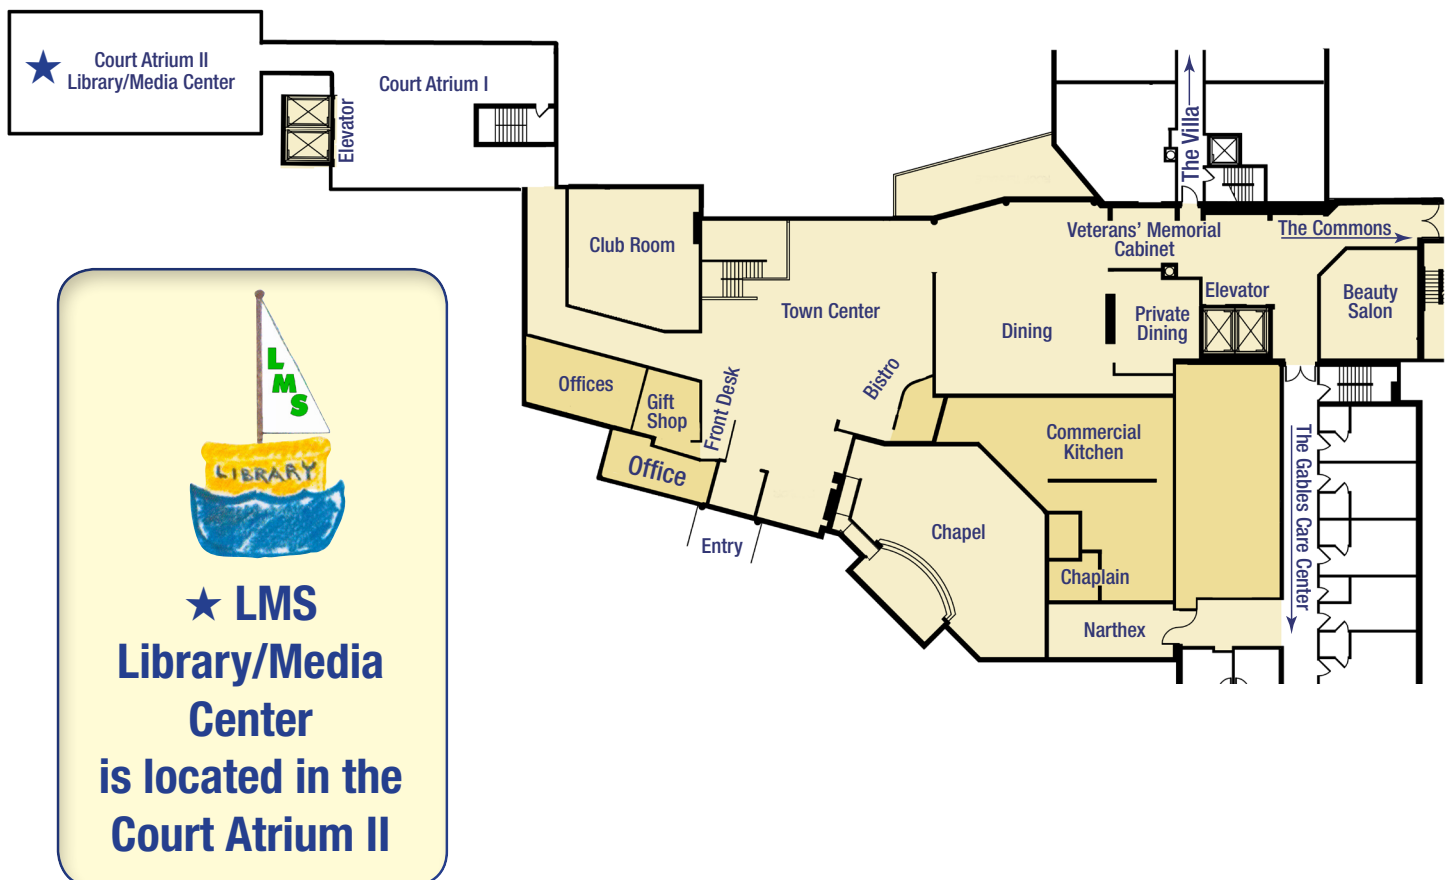 Court Atrium II
Library/Media Center
Court Atrium I
Elevator
The Villa
Club Room
Veterans' Memorial
Cabinet
The Commons
Town Center
Elevator
Beauty
Salon
Private
Dining
Dining
Offices
Gift
Shop
Front Desk
Bistro
Office
Commercial
Kitchen
The Gables Care Center
Entry
Chapel
Chaplain
Narthex
L
M
S
LIBRARY
★ LMS
Library/Media
Center
is located in the
Court Atrium II